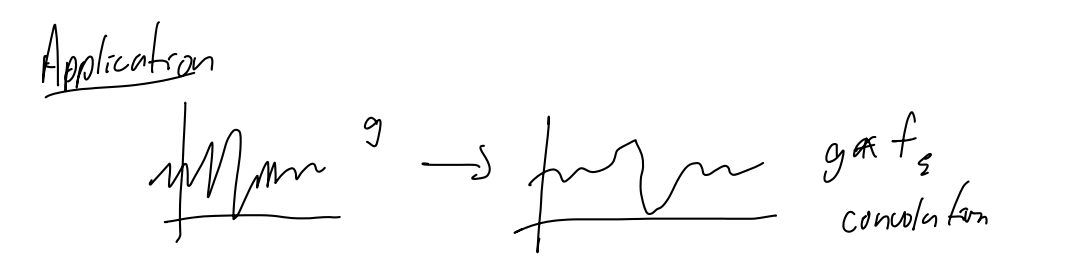 Application
g
g * f_ε
convolution